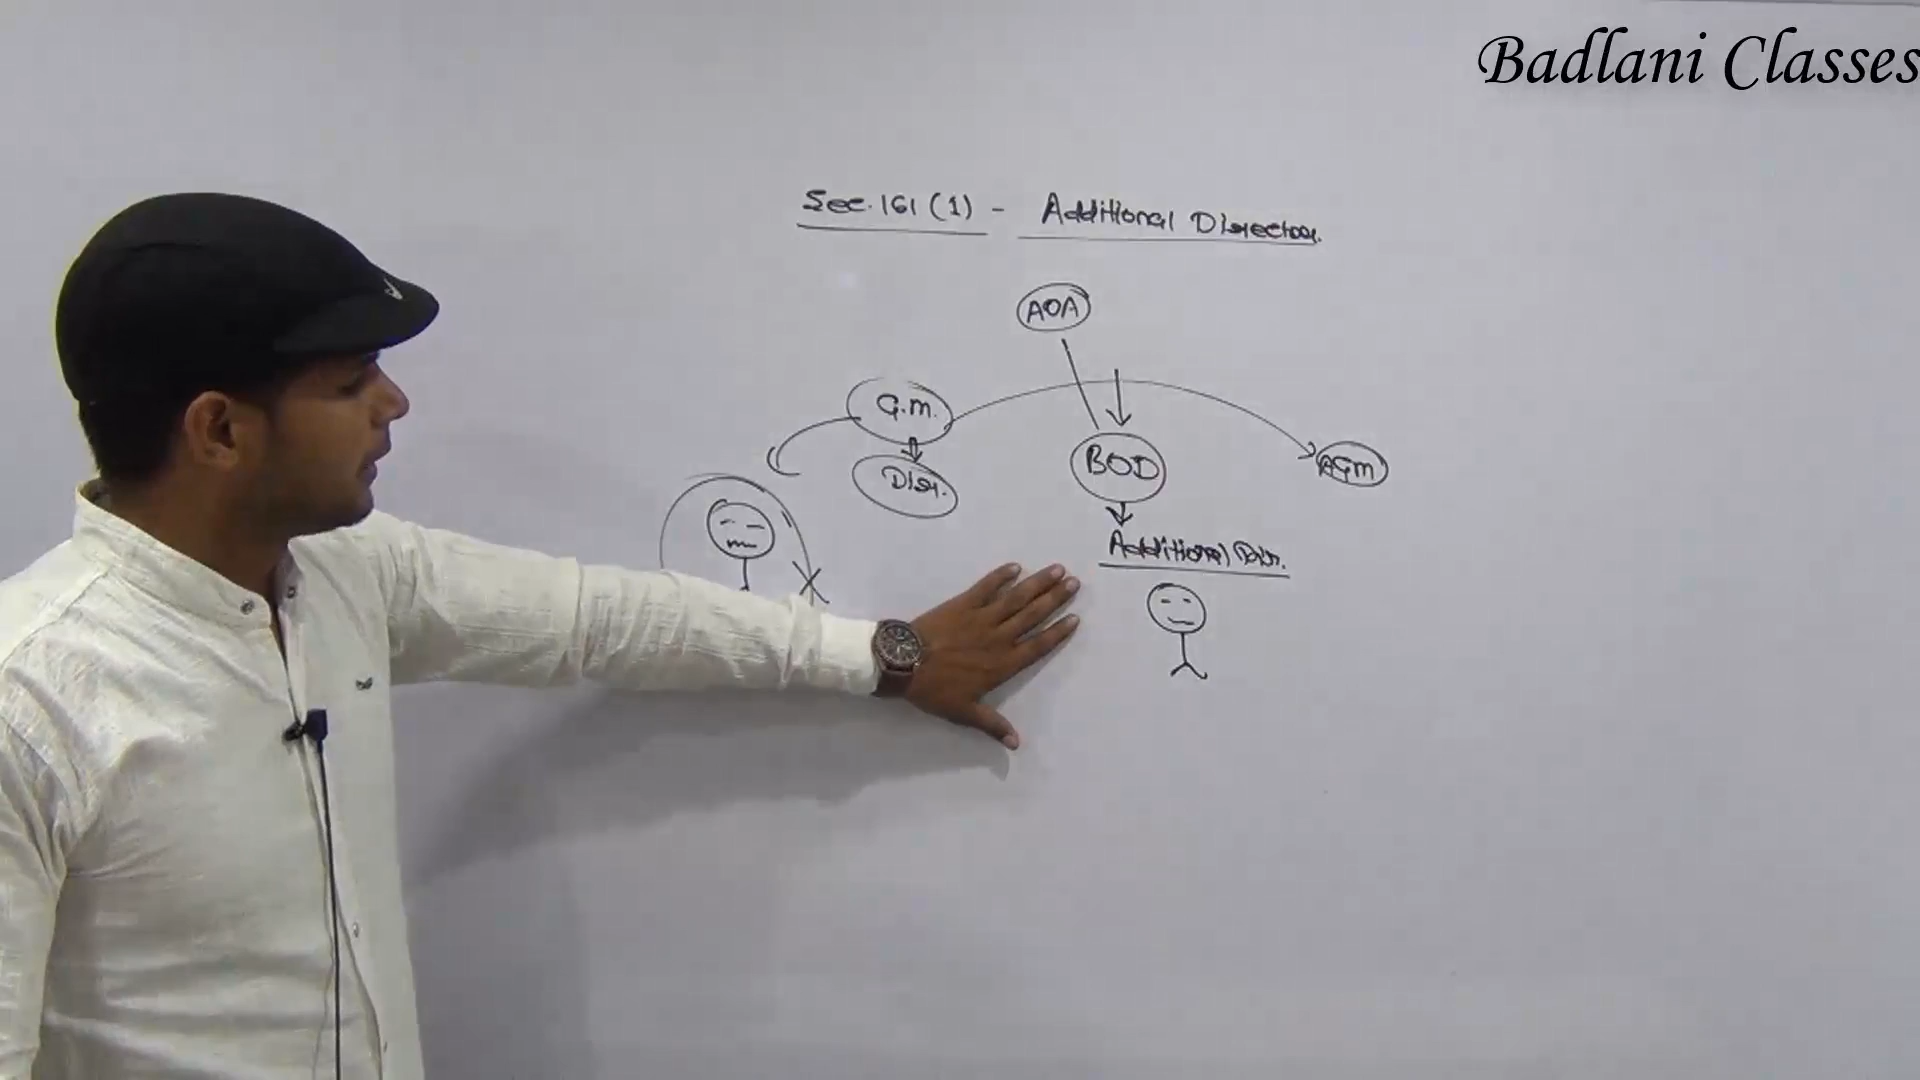 Badlani Classes
Sec. 161 (1) - Additional Director.
AOA
G.M.
BOD
AGM
Dir.
Additional Dir.